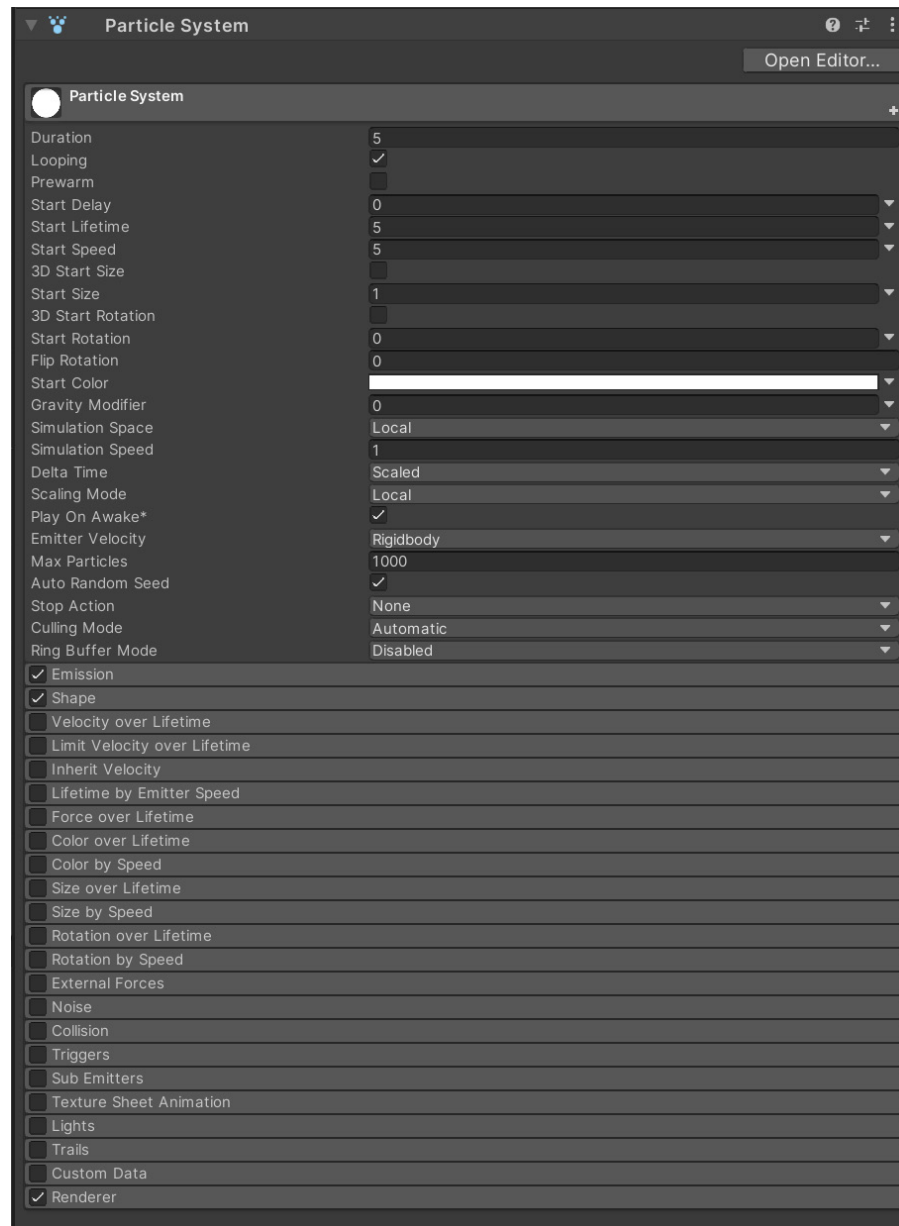 Particle System
Open Editor...
Particle System
Duration 5
Looping
Prewarm
Start Delay 0
Start Lifetime 5
Start Speed 5
3D Start Size
Start Size 1
3D Start Rotation
Start Rotation 0
Flip Rotation 0
Start Color
Gravity Modifier 0
Simulation Space Local
Simulation Speed 1
Delta Time Scaled
Scaling Mode Local
Play On Awake*
Emitter Velocity Rigidbody
Max Particles 1000
Auto Random Seed
Stop Action None
Culling Mode Automatic
Ring Buffer Mode Disabled
Emission
Shape
Velocity over Lifetime
Limit Velocity over Lifetime
Inherit Velocity
Lifetime by Emitter Speed
Force over Lifetime
Color over Lifetime
Color by Speed
Size over Lifetime
Size by Speed
Rotation over Lifetime
Rotation by Speed
External Forces
Noise
Collision
Triggers
Sub Emitters
Texture Sheet Animation
Lights
Trails
Custom Data
Renderer